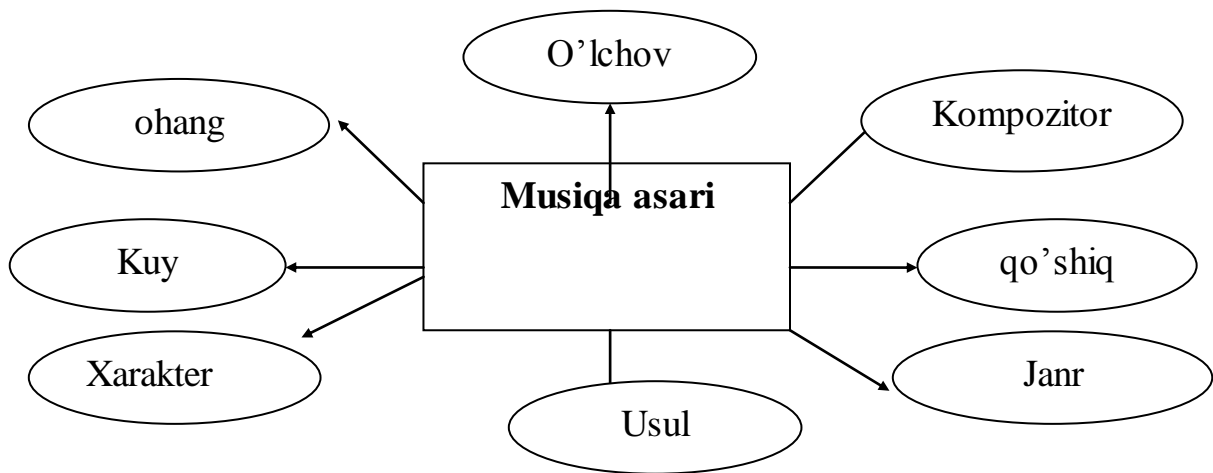 O’lchov
ohang
Kompozitor
Musiqa asari
Kuy
qo’shiq
Xarakter
Janr
Usul